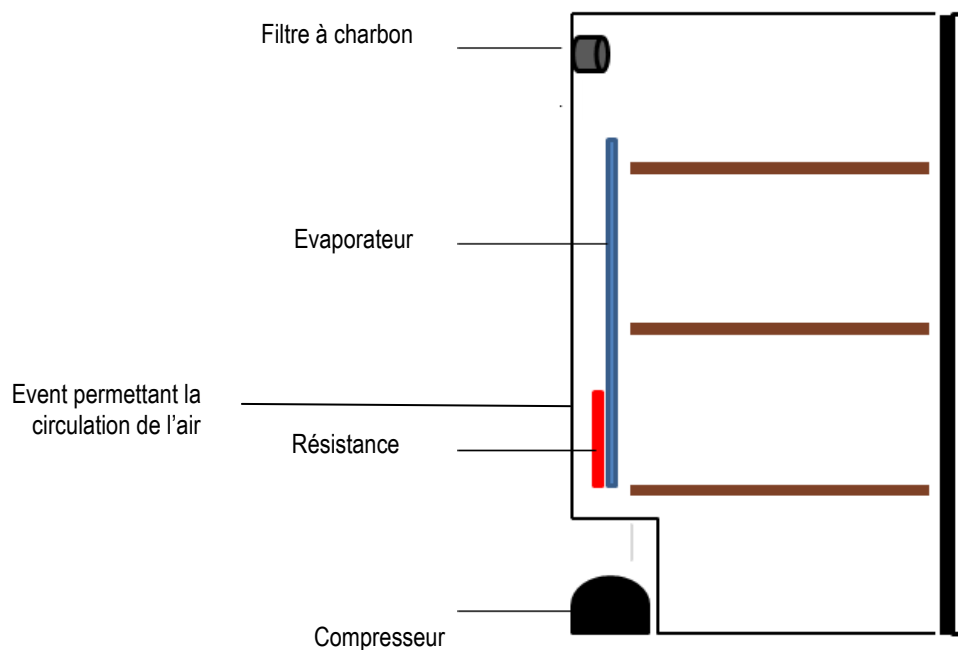 Filtre à charbon
Evaporateur
Event permettant la
circulation de l’air
Résistance
Compresseur